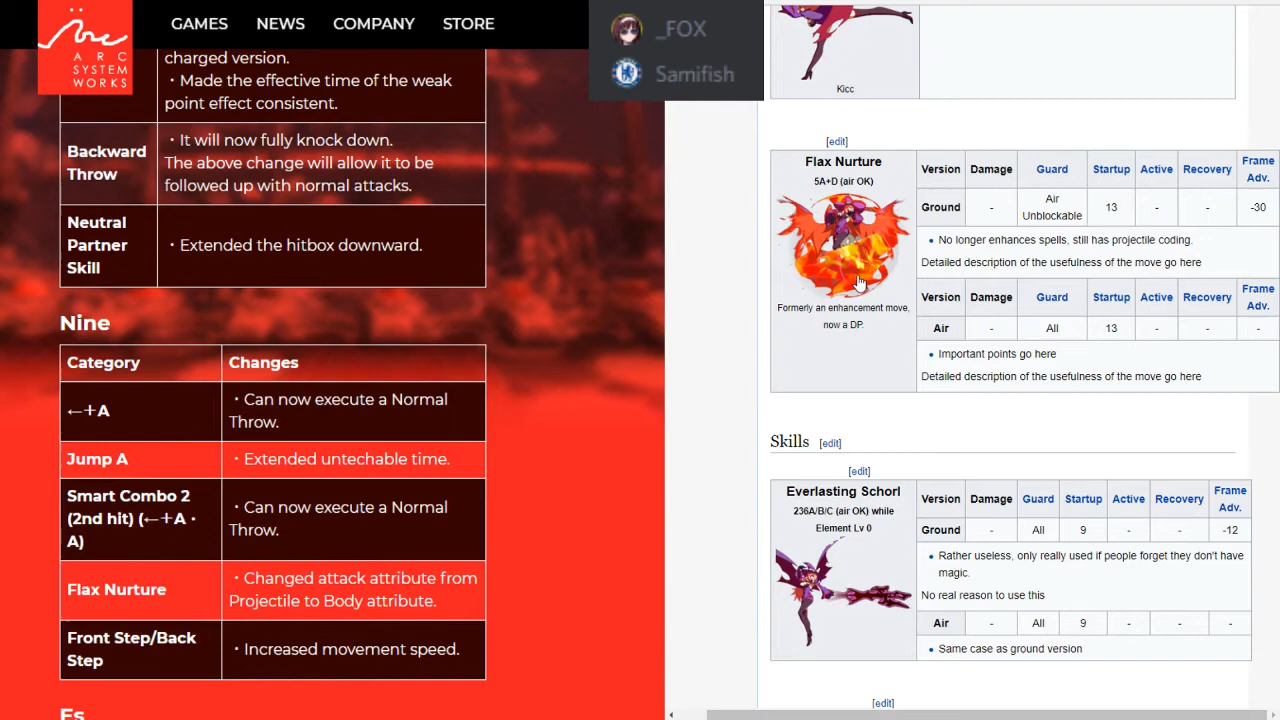 ARC
SYSTEM
WORKS
GAMES NEWS COMPANY STORE
_FOX
Samifish
charged version.
・Made the effective time of the weak
point effect consistent.
Backward
Throw
・It will now fully knock down.
The above change will allow it to be
followed up with normal attacks.
Neutral
Partner
Skill
・Extended the hitbox downward.
Nine
Category Changes
←+A
・Can now execute a Normal
Throw.
Jump A ・Extended untechable time.
Smart Combo 2
(2nd hit) (←+A・
A)
・Can now execute a Normal
Throw.
Flax Nurture
・Changed attack attribute from
Projectile to Body attribute.
Front Step/Back
Step
・Increased movement speed.
Es
Kicc
[edit]
Flax Nurture
5A+D (air OK)
Formerly an enhancement move,
now a DP.
Version Damage Guard Startup Active Recovery Frame
Adv.
Ground - Air
Unblockable 13 - - -30
• No longer enhances spells, still has projectile coding.
Detailed description of the usefulness of the move go here
Version Damage Guard Startup Active Recovery Frame
Adv.
Air - All 13 - - -
• Important points go here
Detailed description of the usefulness of the move go here
Skills [edit]
[edit]
Everlasting Schorl
236A/B/C (air OK) while
Element Lv 0
Version Damage Guard Startup Active Recovery Frame
Adv.
Ground - All 9 - - -12
• Rather useless, only really used if people forget they don't have
magic.
No real reason to use this
Air - All 9 - - -
• Same case as ground version
[edit]